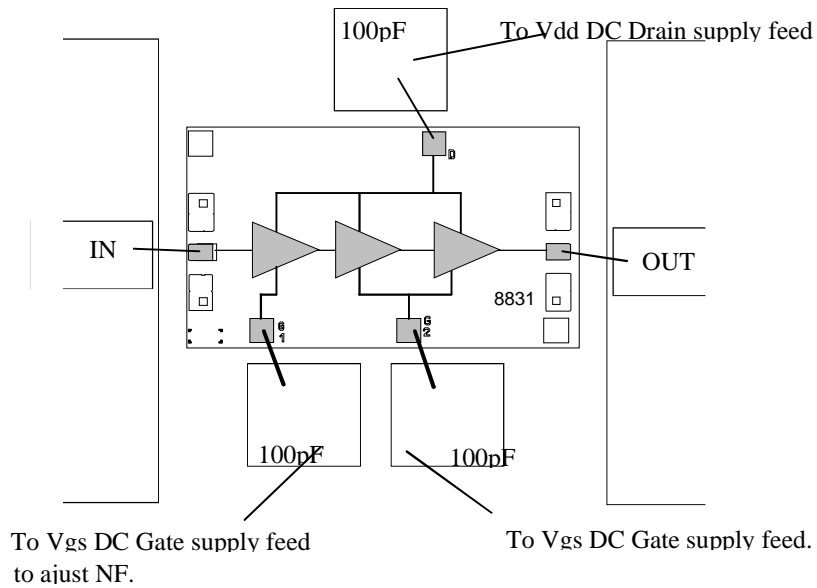 100pF
To Vdd DC Drain supply feed
D
IN
OUT
8831
G
1
G
2
100pF
100pF
To Vgs DC Gate supply feed
to ajust NF.
To Vgs DC Gate supply feed.